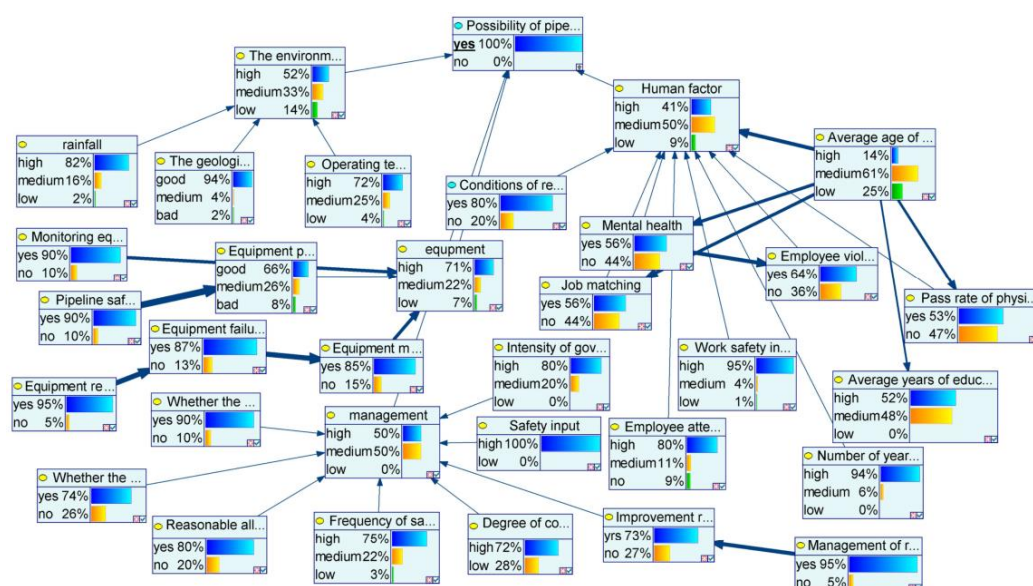 Possibility of pipe...
yes 100%
no 0%
The environm...
high 52%
medium 33%
low 14%
Human factor
high 41%
medium 50%
low 9%
Average age of ...
high 14%
medium 61%
low 25%
rainfall
high 82%
medium 16%
low 2%
The geologi...
good 94%
medium 4%
bad 2%
Operating te...
high 72%
medium 25%
low 4%
Conditions of re...
yes 80%
no 20%
Mental health
yes 56%
no 44%
Monitoring eq...
yes 90%
no 10%
Equipment p...
good 66%
medium 26%
bad 8%
equpment
high 71%
medium 22%
low 7%
Employee viol...
yes 64%
no 36%
Job matching
yes 56%
no 44%
Pass rate of physi...
yes 53%
no 47%
Pipeline saf...
yes 90%
no 10%
Equipment failu...
yes 87%
no 13%
Equipment m...
yes 85%
no 15%
Intensity of gov...
high 80%
medium 20%
low 0%
Work safety in...
high 95%
medium 4%
low 1%
Average years of educ...
high 52%
medium 48%
low 0%
Equipment re...
yes 95%
no 5%
Whether the ...
yes 90%
no 10%
management
high 50%
medium 50%
low 0%
Safety input
high 100%
low 0%
Employee atte...
high 80%
medium 11%
no 9%
Number of year...
high 94%
medium 6%
low 0%
Whether the ...
yes 74%
no 26%
Reasonable all...
yes 80%
no 20%
Frequency of sa...
high 75%
medium 22%
low 3%
Degree of co...
high 72%
low 28%
Improvement r...
yrs 73%
no 27%
Management of r...
yes 95%
no 5%